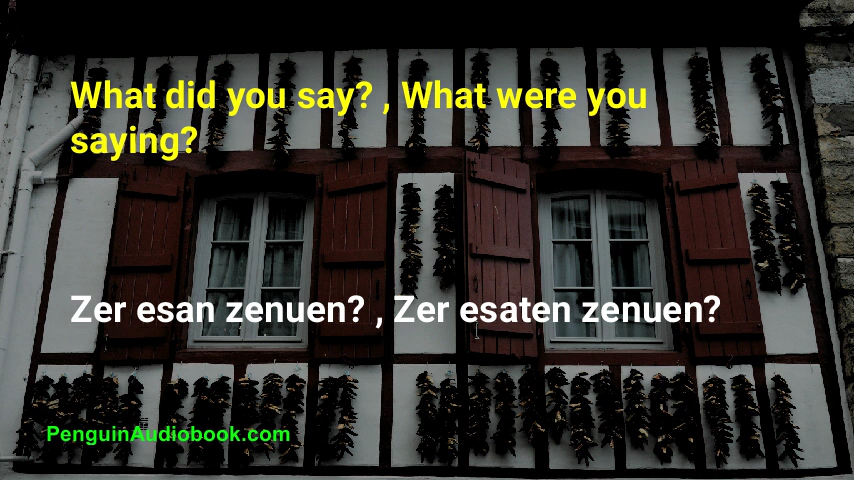 What did you say? , What were you
saying?
Zer esan zenuen? , Zer esaten zenuen?
PenguinAudiobook.com